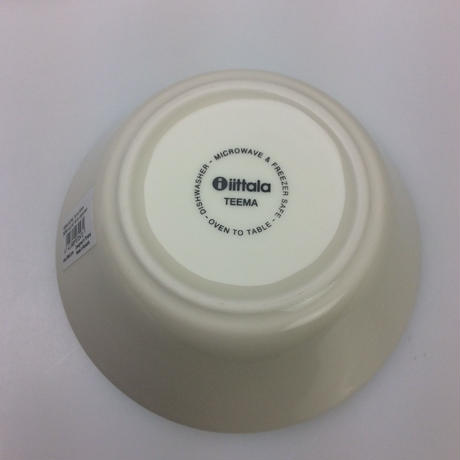 DISHWASHER - MICROWAVE & FREEZER SAFE - OVEN TO TABLE -
iittala
TEEMA